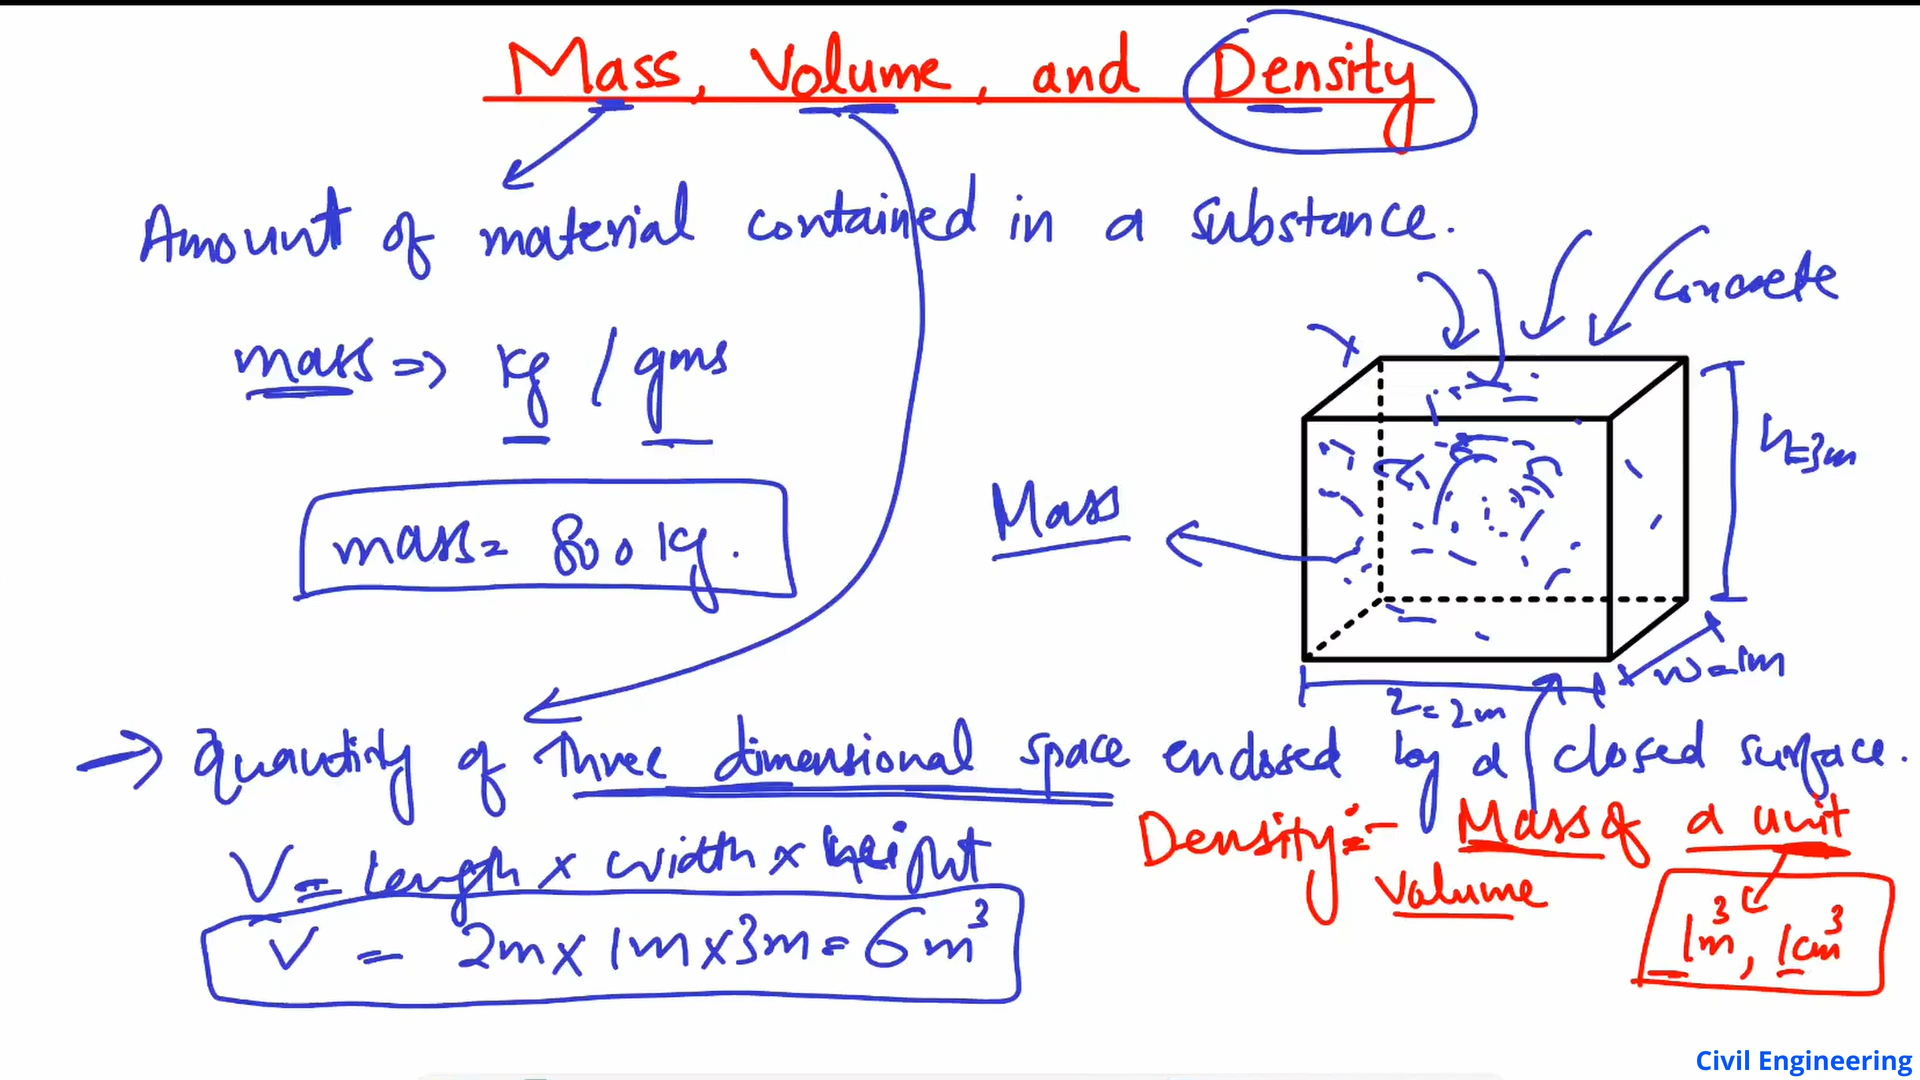 Mass, Volume, and Density
Amount of material contained in a substance.
concrete
mass => kg / gms
h=3m
Mass
mass = 800 kg.
w=1m
L=2m
→ Quantity of three dimensional space enclosed by a closed surface.
Density:- Mass of a unit
volume
V = length x width x height
1m³, 1cm³
V = 2m x 1m x 3m = 6m³
Civil Engineering